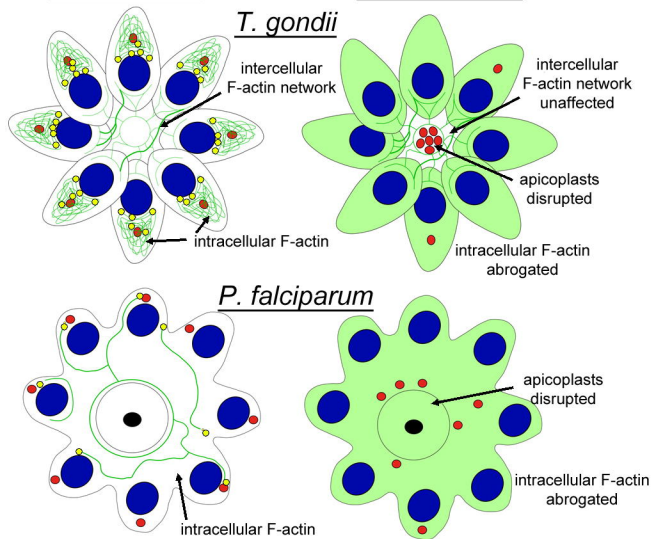 T. gondii
intercellular
F-actin network
intercellular
F-actin network
unaffected
apicoplasts
disrupted
intracellular F-actin
intracellular F-actin
abrogated
P. falciparum
apicoplasts
disrupted
intracellular F-actin
abrogated
intracellular F-actin